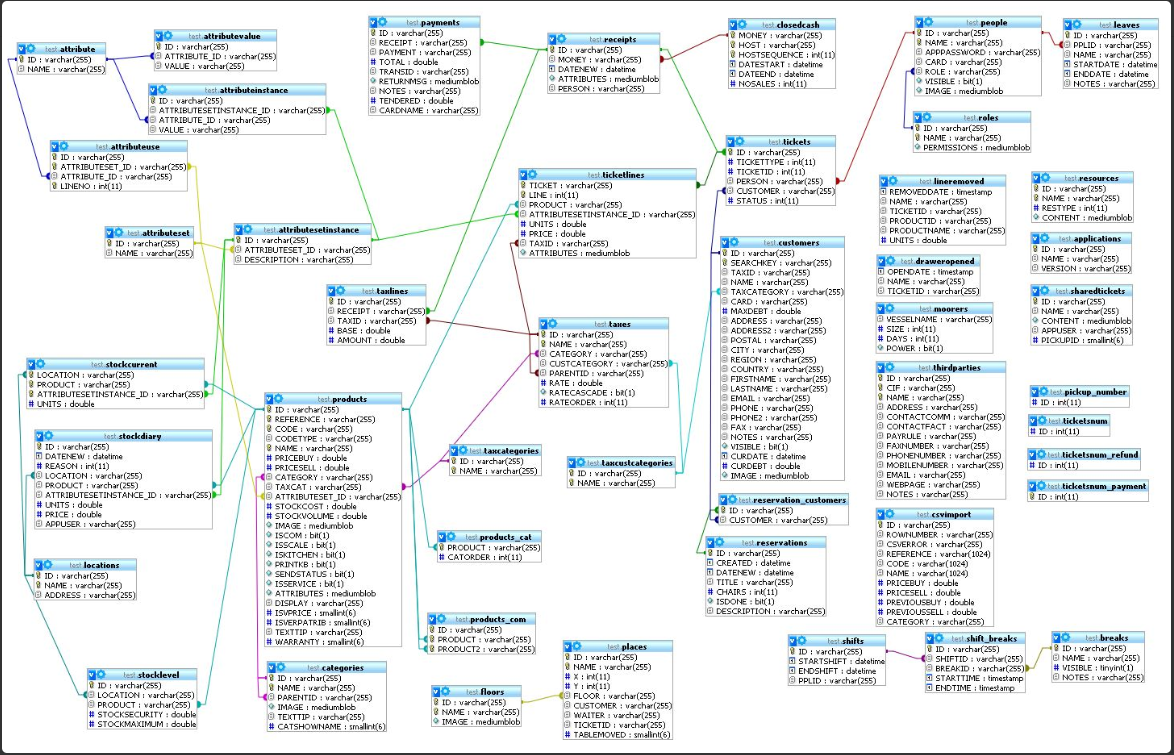 test.attribute
ID : varchar(255)
NAME : varchar(255)
test.attributevalue
ID : varchar(255)
ATTRIBUTE_ID : varchar(255)
VALUE : varchar(255)
test.attributeinstance
ID : varchar(255)
ATTRIBUTESETINSTANCE_ID : varchar(255)
ATTRIBUTE_ID : varchar(255)
VALUE : varchar(255)
test.attributeuse
ID : varchar(255)
ATTRIBUTESET_ID : varchar(255)
ATTRIBUTE_ID : varchar(255)
LINENO : int(11)
test.attributeset
ID : varchar(255)
NAME : varchar(255)
test.attributesetinstance
ID : varchar(255)
ATTRIBUTESET_ID : varchar(255)
DESCRIPTION : varchar(255)
test.payments
ID : varchar(255)
RECEIPT : varchar(255)
PAYMENT : varchar(255)
TOTAL : double
TRANSID : varchar(255)
RETURNMSG : mediumblob
NOTES : varchar(255)
TENDERED : double
CARDNAME : varchar(255)
test.receipts
ID : varchar(255)
MONEY : varchar(255)
DATENEW : datetime
ATTRIBUTES : mediumblob
PERSON : varchar(255)
test.closedcash
MONEY : varchar(255)
HOST : varchar(255)
HOSTSEQUENCE : int(11)
DATESTART : datetime
DATEEND : datetime
NOSALES : int(11)
test.people
ID : varchar(255)
NAME : varchar(255)
APPPASSWORD : varchar(255)
CARD : varchar(255)
ROLE : varchar(255)
VISIBLE : bit(1)
IMAGE : mediumblob
test.leaves
ID : varchar(255)
PPLID : varchar(255)
NAME : varchar(255)
STARTDATE : datetime
ENDDATE : datetime
NOTES : varchar(255)
test.roles
ID : varchar(255)
NAME : varchar(255)
PERMISSIONS : mediumblob
test.tickets
ID : varchar(255)
TICKETTYPE : int(11)
TICKETID : int(11)
PERSON : varchar(255)
CUSTOMER : varchar(255)
STATUS : int(11)
test.ticketlines
TICKET : varchar(255)
LINE : int(11)
PRODUCT : varchar(255)
ATTRIBUTESETINSTANCE_ID : varchar(255)
UNITS : double
PRICE : double
TAXID : varchar(255)
ATTRIBUTES : mediumblob
test.lineremoved
REMOVEDDATE : timestamp
NAME : varchar(255)
TICKETID : varchar(255)
PRODUCTID : varchar(255)
PRODUCTNAME : varchar(255)
UNITS : double
test.resources
ID : varchar(255)
NAME : varchar(255)
RESTYPE : int(11)
CONTENT : mediumblob
test.applications
ID : varchar(255)
NAME : varchar(255)
VERSION : varchar(255)
test.draweropened
OPENDATE : timestamp
NAME : varchar(255)
TICKETID : varchar(255)
test.sharedtickets
ID : varchar(255)
NAME : varchar(255)
CONTENT : mediumblob
APPUSER : varchar(255)
PICKUPID : smallint(6)
test.moorers
VESSELNAME : varchar(255)
SIZE : int(11)
DAYS : int(11)
POWER : bit(1)
test.customers
ID : varchar(255)
SEARCHKEY : varchar(255)
TAXID : varchar(255)
NAME : varchar(255)
TAXCATEGORY : varchar(255)
CARD : varchar(255)
MAXDEBT : double
ADDRESS : varchar(255)
ADDRESS2 : varchar(255)
POSTAL : varchar(255)
CITY : varchar(255)
REGION : varchar(255)
COUNTRY : varchar(255)
FIRSTNAME : varchar(255)
LASTNAME : varchar(255)
EMAIL : varchar(255)
PHONE : varchar(255)
PHONE2 : varchar(255)
FAX : varchar(255)
NOTES : varchar(255)
VISIBLE : bit(1)
CURDATE : datetime
CURDEBT : double
IMAGE : mediumblob
test.taxlines
ID : varchar(255)
RECEIPT : varchar(255)
TAXID : varchar(255)
BASE : double
AMOUNT : double
test.taxes
ID : varchar(255)
NAME : varchar(255)
CATEGORY : varchar(255)
CUSTCATEGORY : varchar(255)
PARENTID : varchar(255)
RATE : double
RATECASCADE : bit(1)
RATEORDER : int(11)
test.thirdparties
ID : varchar(255)
CIF : varchar(255)
NAME : varchar(255)
ADDRESS : varchar(255)
CONTACTCOMM : varchar(255)
CONTACTFACT : varchar(255)
PAYRULE : varchar(255)
FAXNUMBER : varchar(255)
PHONENUMBER : varchar(255)
MOBILENUMBER : varchar(255)
EMAIL : varchar(255)
WEBPAGE : varchar(255)
NOTES : varchar(255)
test.pickup_number
ID : int(11)
test.ticketsnum
ID : int(11)
test.ticketsnum_refund
ID : int(11)
test.ticketsnum_payment
ID : int(11)
test.stockcurrent
LOCATION : varchar(255)
PRODUCT : varchar(255)
ATTRIBUTESETINSTANCE_ID : varchar(255)
UNITS : double
test.stockdiary
ID : varchar(255)
DATENEW : datetime
REASON : int(11)
LOCATION : varchar(255)
PRODUCT : varchar(255)
ATTRIBUTESETINSTANCE_ID : varchar(255)
UNITS : double
PRICE : double
APPUSER : varchar(255)
test.products
ID : varchar(255)
REFERENCE : varchar(255)
CODE : varchar(255)
CODETYPE : varchar(255)
NAME : varchar(255)
PRICEBUY : double
PRICESELL : double
CATEGORY : varchar(255)
TAXCAT : varchar(255)
ATTRIBUTESET_ID : varchar(255)
STOCKCOST : double
STOCKVOLUME : double
IMAGE : mediumblob
ISCOM : bit(1)
ISSCALE : bit(1)
ISKITCHEN : bit(1)
PRINTKB : bit(1)
SENDSTATUS : bit(1)
ISSERVICE : bit(1)
ATTRIBUTES : mediumblob
DISPLAY : varchar(255)
ISVPRICE : smallint(6)
ISVERPATRIB : smallint(6)
TEXTTIP : varchar(255)
WARRANTY : smallint(6)
test.taxcategories
ID : varchar(255)
NAME : varchar(255)
test.taxcustcategories
ID : varchar(255)
NAME : varchar(255)
test.reservation_customers
ID : varchar(255)
CUSTOMER : varchar(255)
test.csvimport
ID : varchar(255)
ROWNUMBER : varchar(255)
CSVERROR : varchar(255)
REFERENCE : varchar(1024)
CODE : varchar(1024)
NAME : varchar(1024)
PRICEBUY : double
PRICESELL : double
PREVIOUSBUY : double
PREVIOUSSELL : double
CATEGORY : varchar(255)
test.products_cat
PRODUCT : varchar(255)
CATORDER : int(11)
test.reservations
ID : varchar(255)
CREATED : datetime
DATENEW : datetime
TITLE : varchar(255)
CHAIRS : int(11)
ISDONE : bit(1)
DESCRIPTION : varchar(255)
test.locations
ID : varchar(255)
NAME : varchar(255)
ADDRESS : varchar(255)
test.products_com
ID : varchar(255)
PRODUCT : varchar(255)
PRODUCT2 : varchar(255)
test.stocklevel
ID : varchar(255)
LOCATION : varchar(255)
PRODUCT : varchar(255)
STOCKSECURITY : double
STOCKMAXIMUM : double
test.categories
ID : varchar(255)
NAME : varchar(255)
PARENTID : varchar(255)
IMAGE : mediumblob
TEXTTIP : varchar(255)
CATSHOWNAME : smallint(6)
test.floors
ID : varchar(255)
NAME : varchar(255)
IMAGE : mediumblob
test.places
ID : varchar(255)
NAME : varchar(255)
X : int(11)
Y : int(11)
FLOOR : varchar(255)
CUSTOMER : varchar(255)
WAITER : varchar(255)
TICKETID : varchar(255)
TABLEMOVED : smallint(6)
test.shifts
ID : varchar(255)
STARTSHIFT : datetime
ENDSHIFT : datetime
PPLID : varchar(255)
test.shift_breaks
ID : varchar(255)
SHIFTID : varchar(255)
BREAKID : varchar(255)
STARTTIME : timestamp
ENDTIME : timestamp
test.breaks
ID : varchar(255)
NAME : varchar(255)
VISIBLE : tinyint(1)
NOTES : varchar(255)